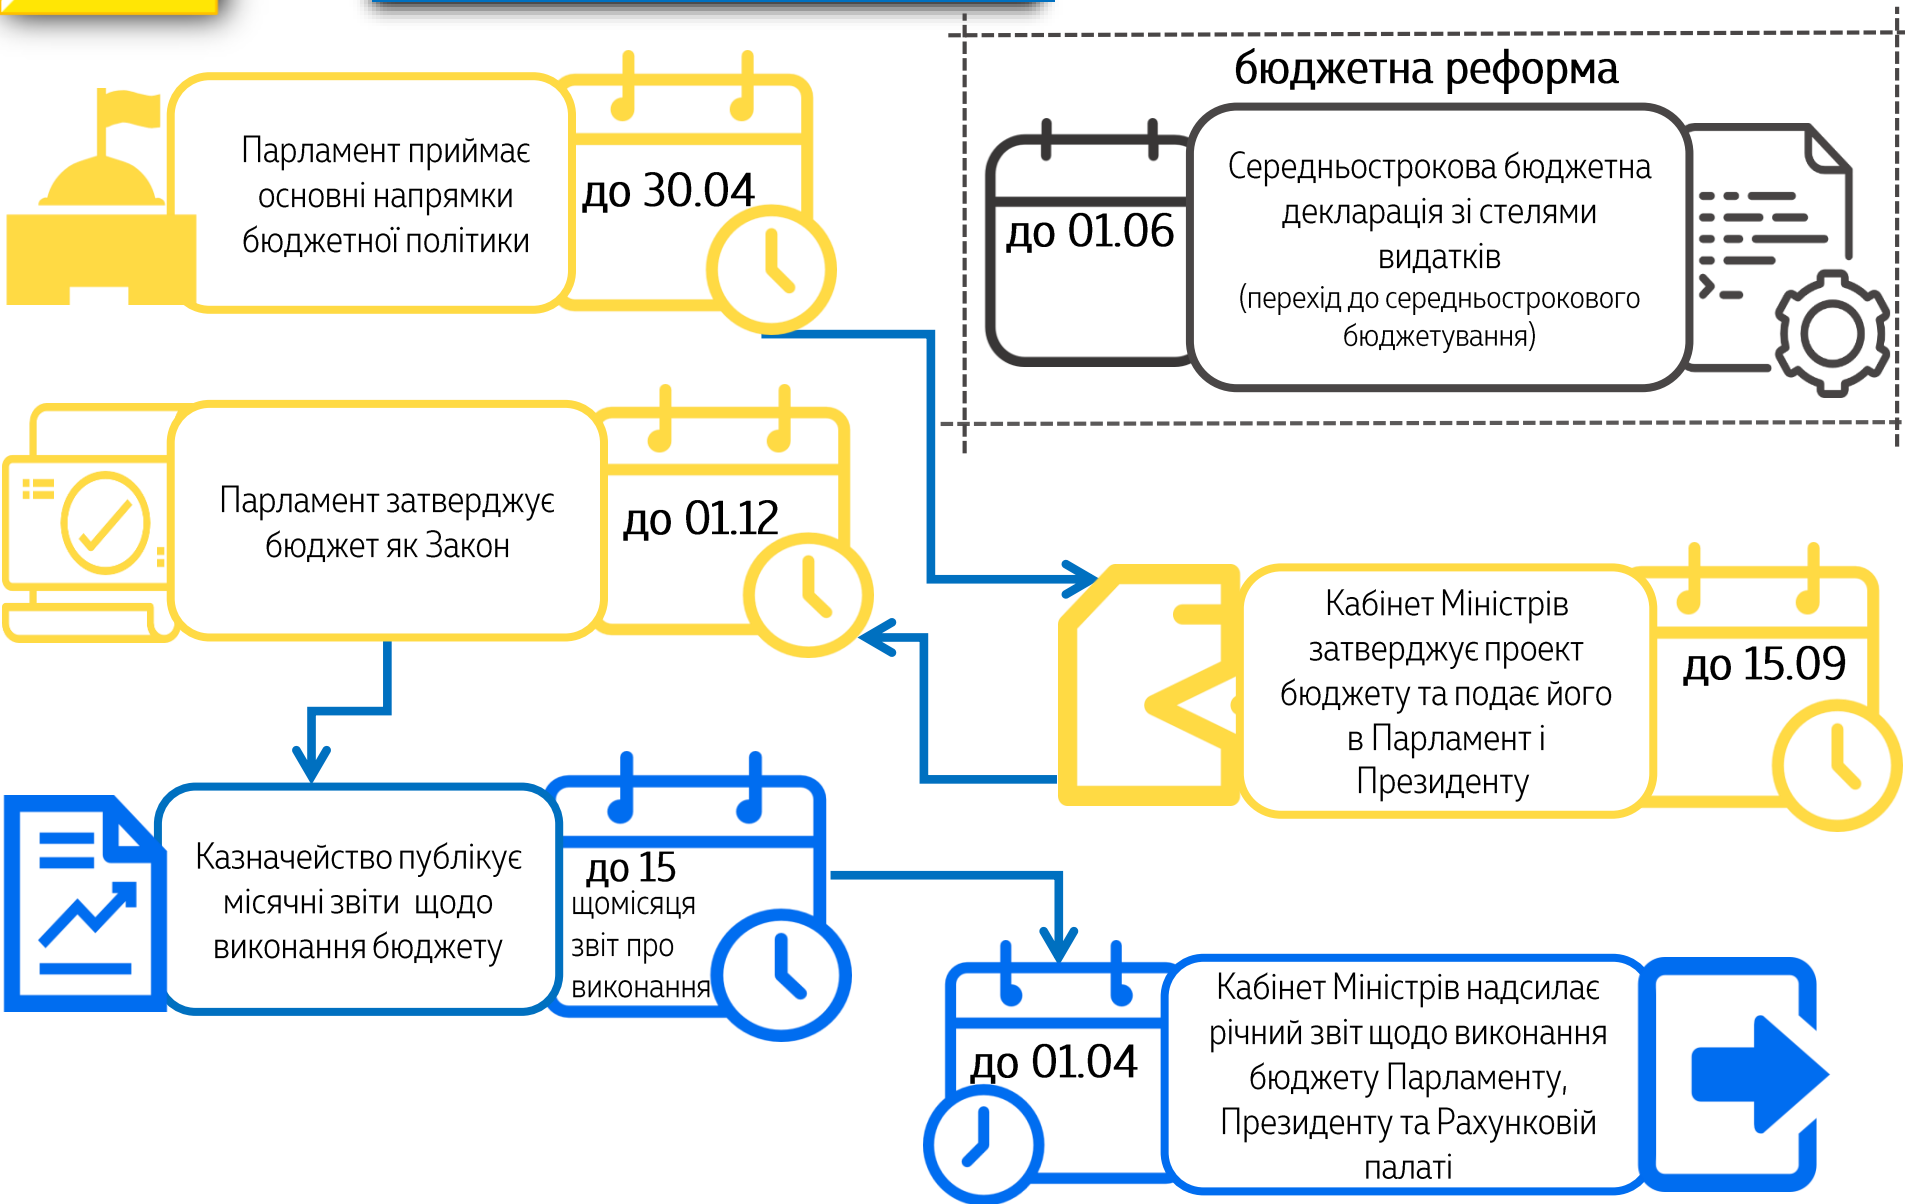 Парламент приймає
основні напрямки
бюджетної політики
до 30.04
бюджетна реформа
до 01.06
Середньострокова бюджетна
декларація зі стелями
видатків
(перехід до середньострокового
бюджетування)
Парламент затверджує
бюджет як Закон
до 01.12
Кабінет Міністрів
затверджує проект
бюджету та подає його
в Парламент і
Президенту
до 15.09
Казначейство публікує
місячні звіти щодо
виконання бюджету
до 15
щомісяця
звіт про
виконання
до 01.04
Кабінет Міністрів надсилає
річний звіт щодо виконання
бюджету Парламенту,
Президенту та Рахунковій
палаті